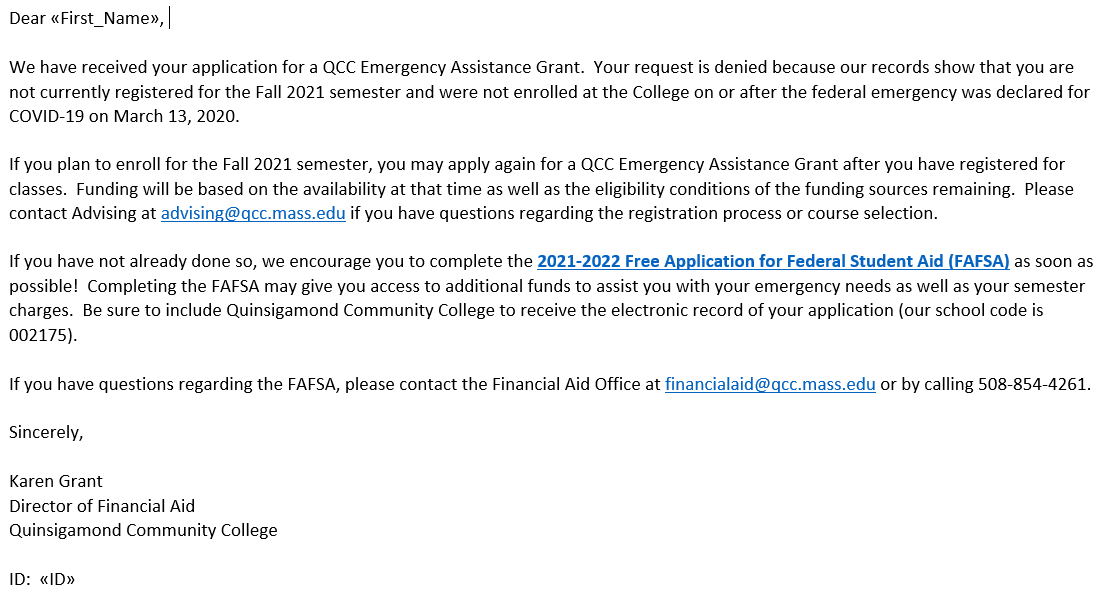 Dear «First_Name»,
We have received your application for a QCC Emergency Assistance Grant.  Your request is denied because our records show that you are
not currently registered for the Fall 2021 semester and were not enrolled at the College on or after the federal emergency was declared for
COVID-19 on March 13, 2020.
If you plan to enroll for the Fall 2021 semester, you may apply again for a QCC Emergency Assistance Grant after you have registered for
classes.  Funding will be based on the availability at that time as well as the eligibility conditions of the funding sources remaining.  Please
contact Advising at advising@qcc.mass.edu if you have questions regarding the registration process or course selection.
If you have not already done so, we encourage you to complete the 2021-2022 Free Application for Federal Student Aid (FAFSA) as soon as
possible!  Completing the FAFSA may give you access to additional funds to assist you with your emergency needs as well as your semester
charges.  Be sure to include Quinsigamond Community College to receive the electronic record of your application (our school code is
002175).
If you have questions regarding the FAFSA, please contact the Financial Aid Office at financialaid@qcc.mass.edu or by calling 508-854-4261.
Sincerely,
Karen Grant
Director of Financial Aid
Quinsigamond Community College
ID:  «ID»